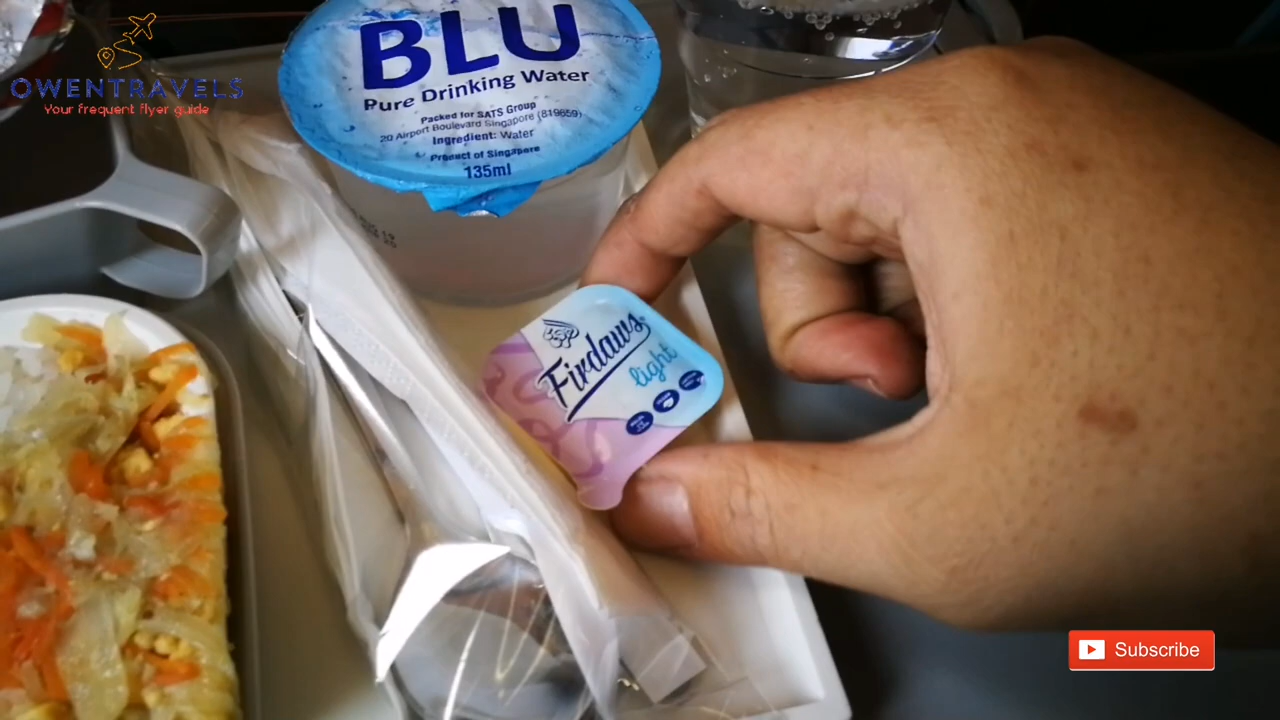 OWENTRAVELS
Your frequent flyer guide
BLU
Pure Drinking Water
Packed for SATS Group
20 Airport Boulevard Singapore (819659)
Ingredient: Water
Product of Singapore
135ml
Firdaws
light
Subscribe